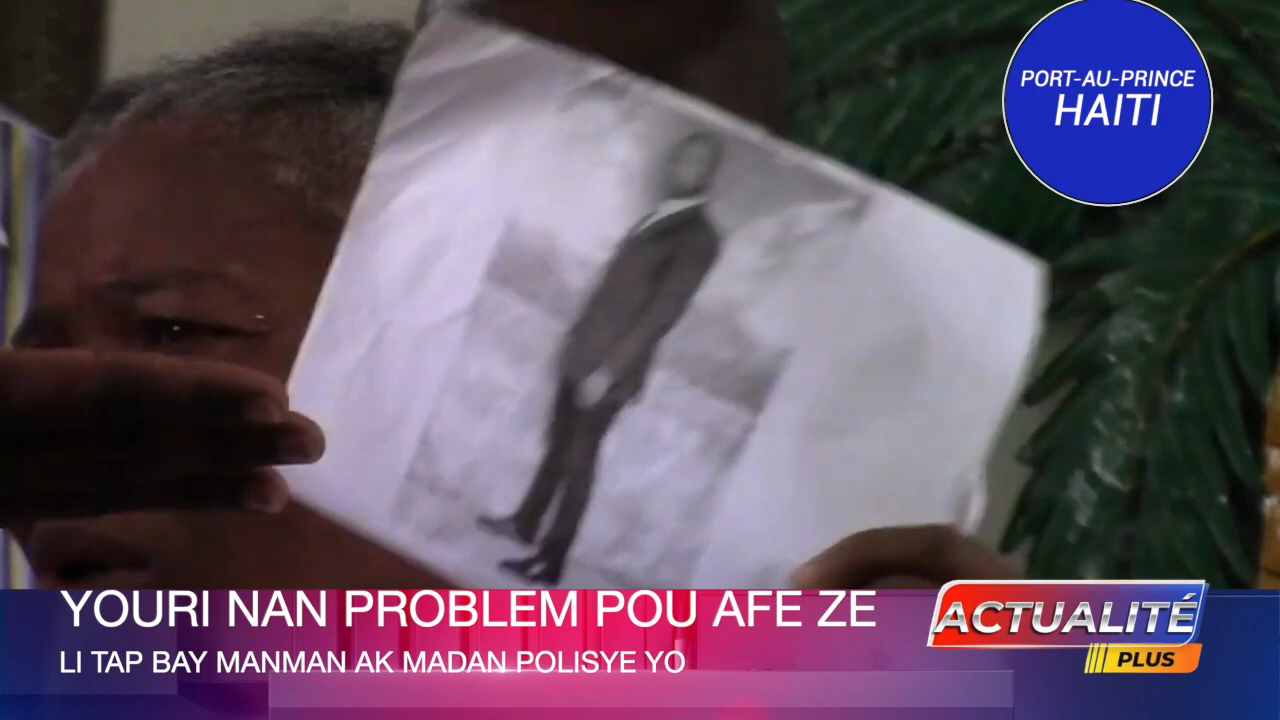 PORT-AU-PRINCE
HAITI
YOURI NAN PROBLEM POU AFE ZE
LI TAP BAY MANMAN AK MADAN POLISYE YO
ACTUALITÉ
PLUS